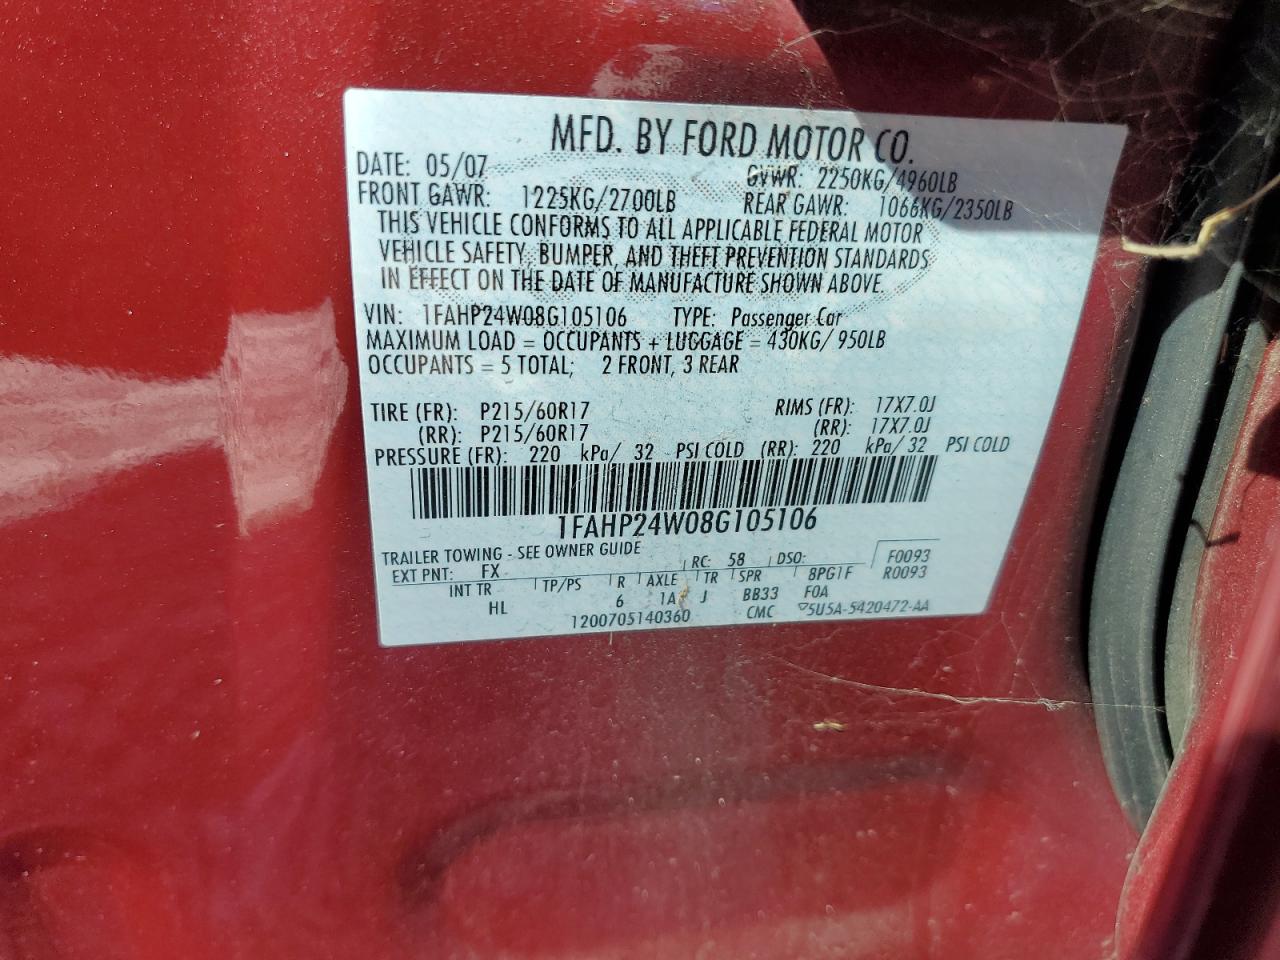 MFD. BY FORD MOTOR CO.
DATE: 05/07 GVWR: 2250KG/4960LB
FRONT GAWR: 1225KG/2700LB REAR GAWR: 1066KG/2350LB
THIS VEHICLE CONFORMS TO ALL APPLICABLE FEDERAL MOTOR
VEHICLE SAFETY, BUMPER, AND THEFT PREVENTION STANDARDS
IN EFFECT ON THE DATE OF MANUFACTURE SHOWN ABOVE.
VIN: 1FAHP24W08G105106 TYPE: Passenger Car
MAXIMUM LOAD = OCCUPANTS + LUGGAGE = 430KG/ 950LB
OCCUPANTS = 5 TOTAL; 2 FRONT, 3 REAR
TIRE (FR): P215/60R17 RIMS (FR): 17X7.0J
(RR): P215/60R17 (RR): 17X7.0J
PRESSURE (FR): 220 kPa/ 32 PSI COLD (RR): 220 kPa/ 32 PSI COLD
1FAHP24W08G105106
TRAILER TOWING - SEE OWNER GUIDE F0093
EXT PNT: FX RC: 58 DSO: R0093
INT TR TP/PS R AXLE TR SPR 8PG1F
HL 6 1A J BB33 F0A
1200705140360 CMC ▽5U5A-5420472-AA